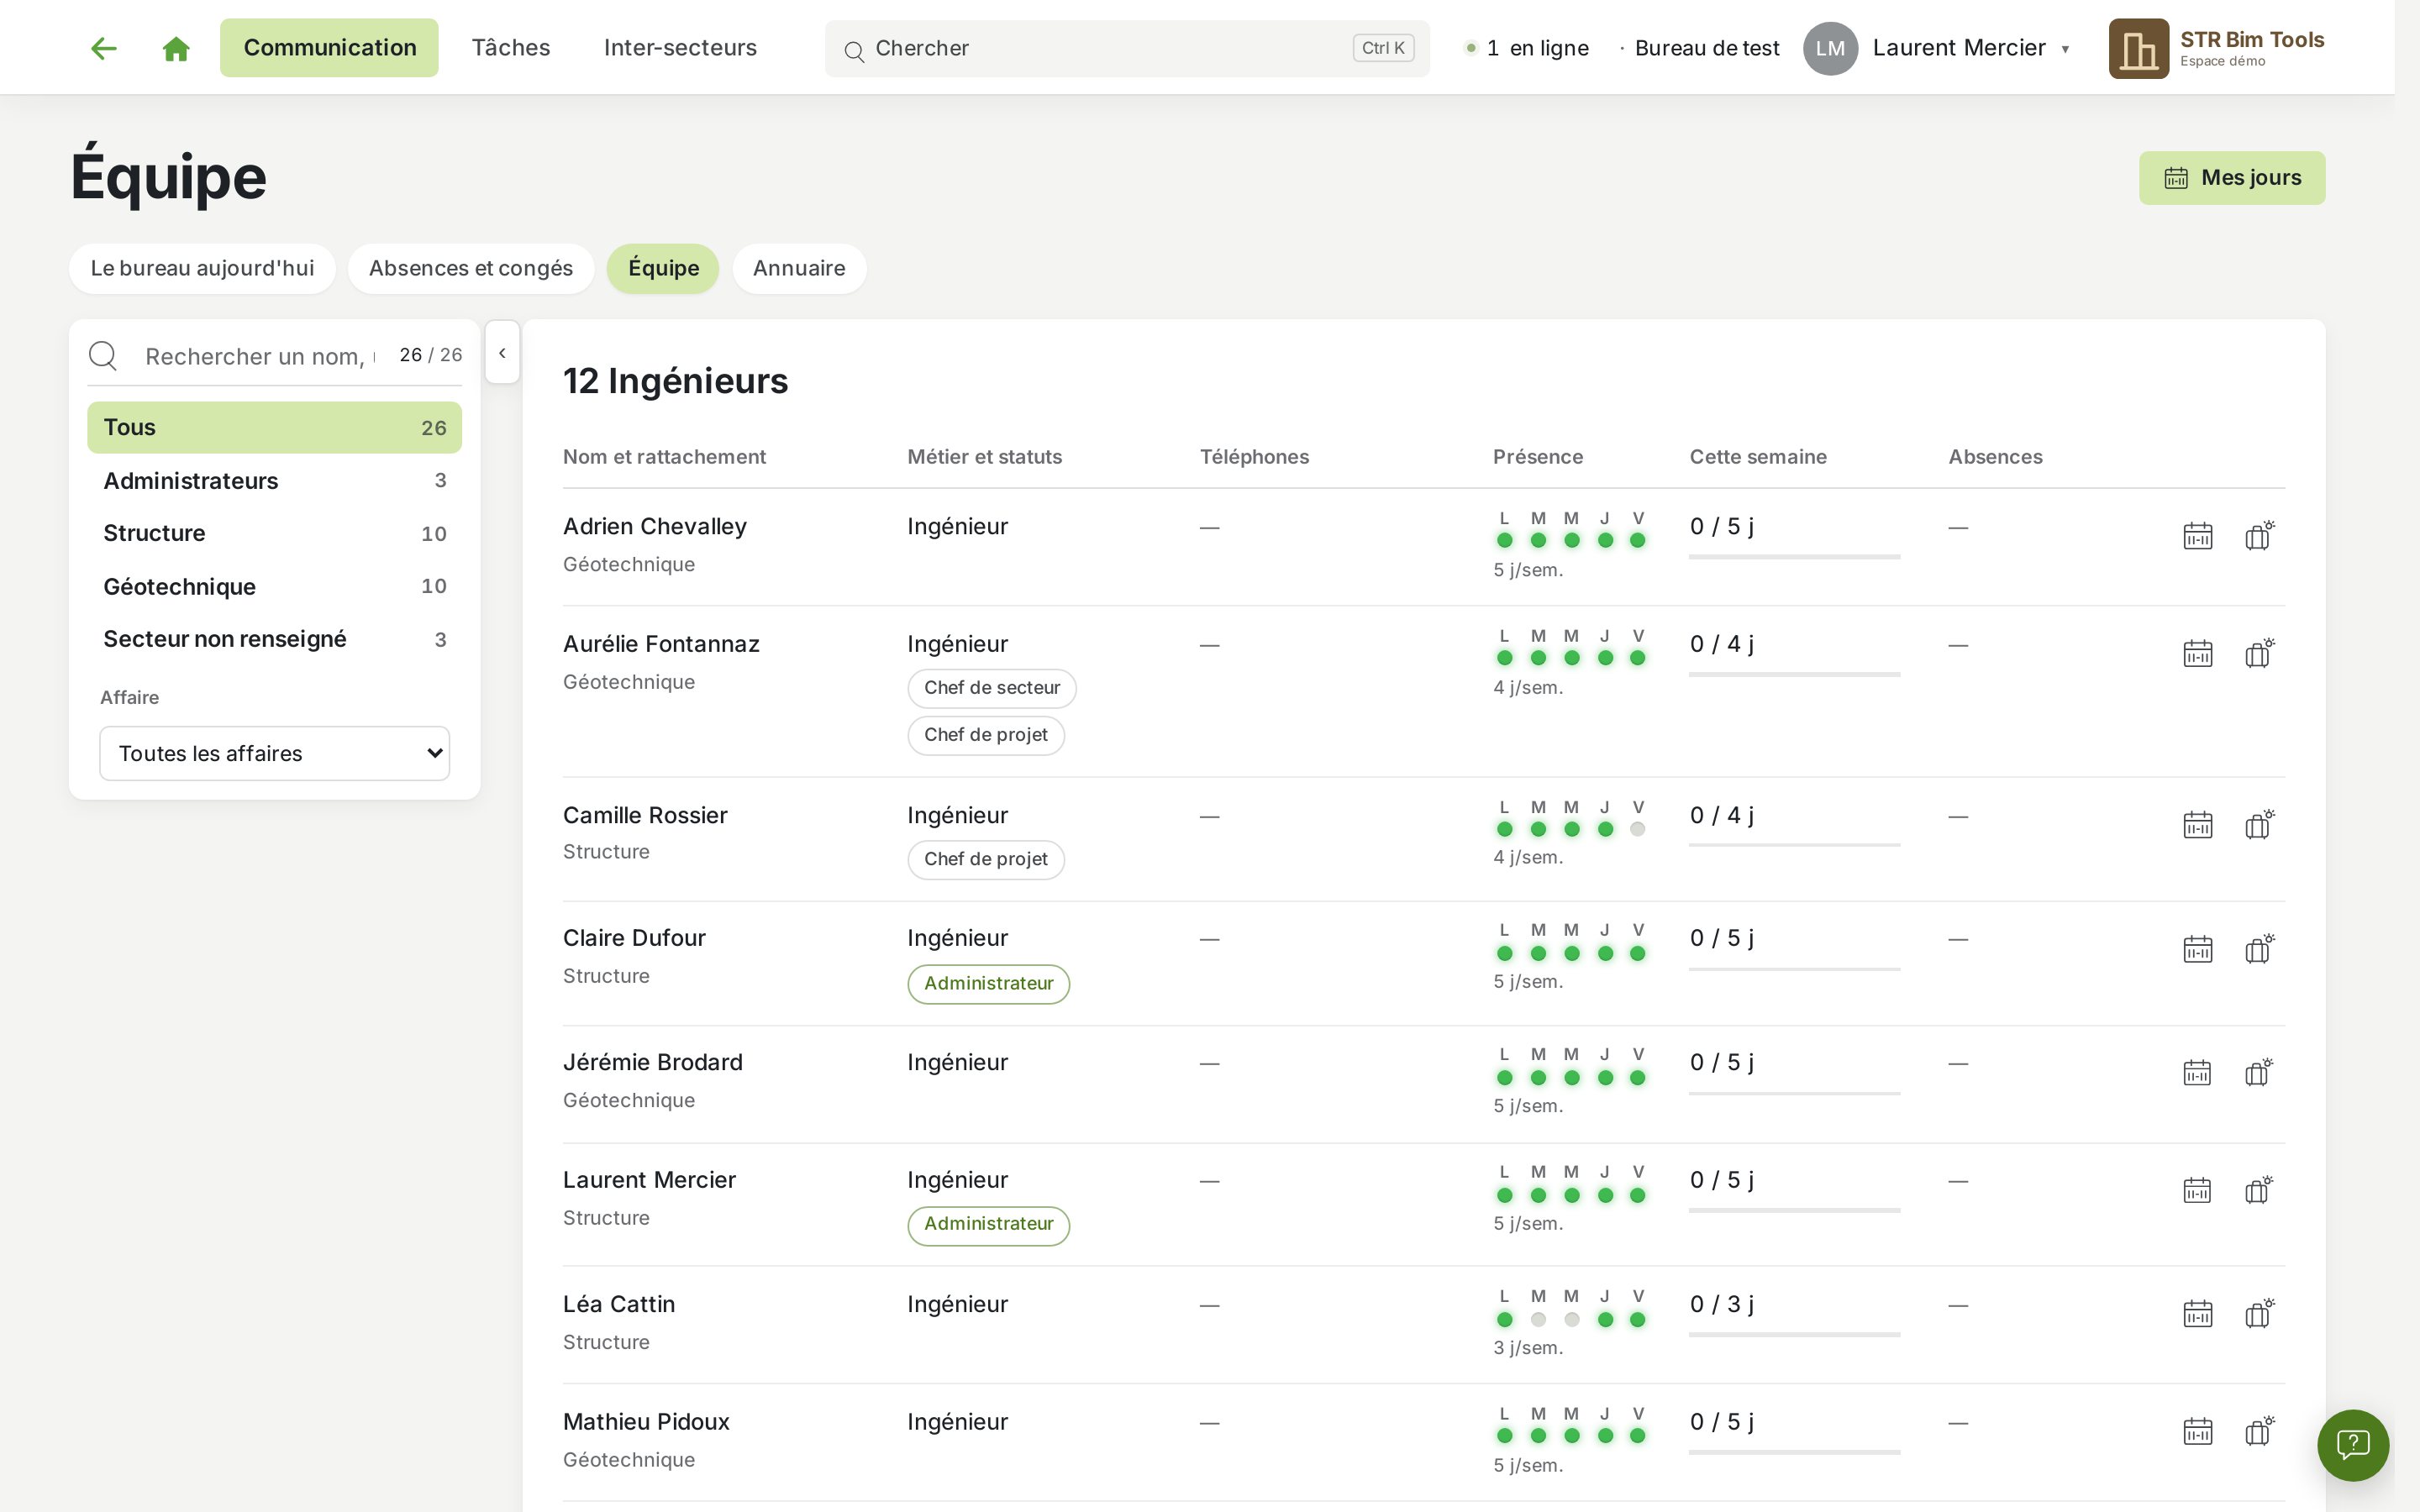 Communication Tâches Inter-secteurs Chercher Ctrl K 1 en ligne · Bureau de test LM Laurent Mercier STR Bim Tools
Espace démo
Équipe
Mes jours
Le bureau aujourd'hui Absences et congés Équipe Annuaire
Rechercher un nom, 26 / 26
Tous 26
Administrateurs 3
Structure 10
Géotechnique 10
Secteur non renseigné 3
Affaire
Toutes les affaires
12 Ingénieurs
Nom et rattachement Métier et statuts Téléphones Présence Cette semaine Absences
Adrien Chevalley Ingénieur — L M M J V 0 / 5 j —
Géotechnique 5 j/sem.
Aurélie Fontannaz Ingénieur — L M M J V 0 / 4 j —
Géotechnique Chef de secteur 4 j/sem.
Chef de projet
Camille Rossier Ingénieur — L M M J V 0 / 4 j —
Structure Chef de projet 4 j/sem.
Claire Dufour Ingénieur — L M M J V 0 / 5 j —
Structure Administrateur 5 j/sem.
Jérémie Brodard Ingénieur — L M M J V 0 / 5 j —
Géotechnique 5 j/sem.
Laurent Mercier Ingénieur — L M M J V 0 / 5 j —
Structure Administrateur 5 j/sem.
Léa Cattin Ingénieur — L M M J V 0 / 3 j —
Structure 3 j/sem.
Mathieu Pidoux Ingénieur — L M M J V 0 / 5 j —
Géotechnique 5 j/sem.